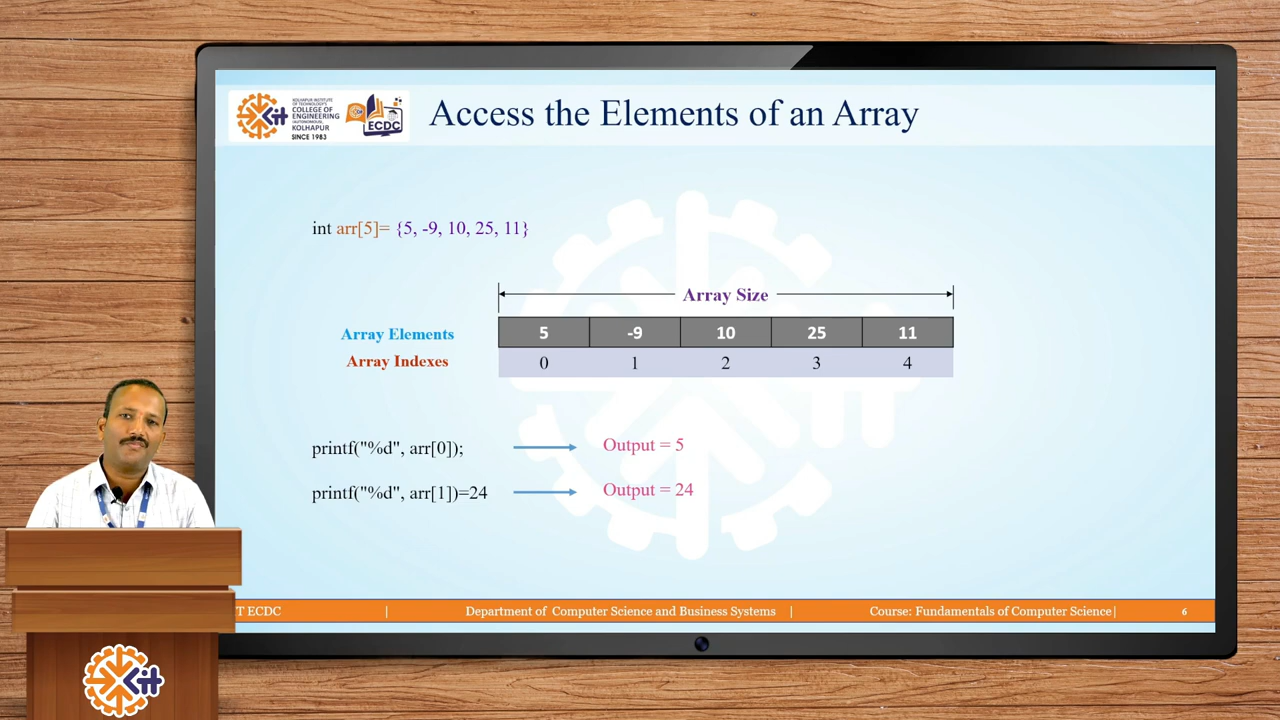 KOLHAPUR INSTITUTE
OF TECHNOLOGY'S
COLLEGE OF
ENGINEERING
(AUTONOMOUS),
KOLHAPUR
SINCE 1983
Kit
ECDC
Access the Elements of an Array
int arr[5]= {5, -9, 10, 25, 11}
Array Size
Array Elements 5 -9 10 25 11
Array Indexes 0 1 2 3 4
printf("%d", arr[0]); Output = 5
printf("%d", arr[1])=24 Output = 24
T ECDC | Department of Computer Science and Business Systems | Course: Fundamentals of Computer Science| 6
Kit